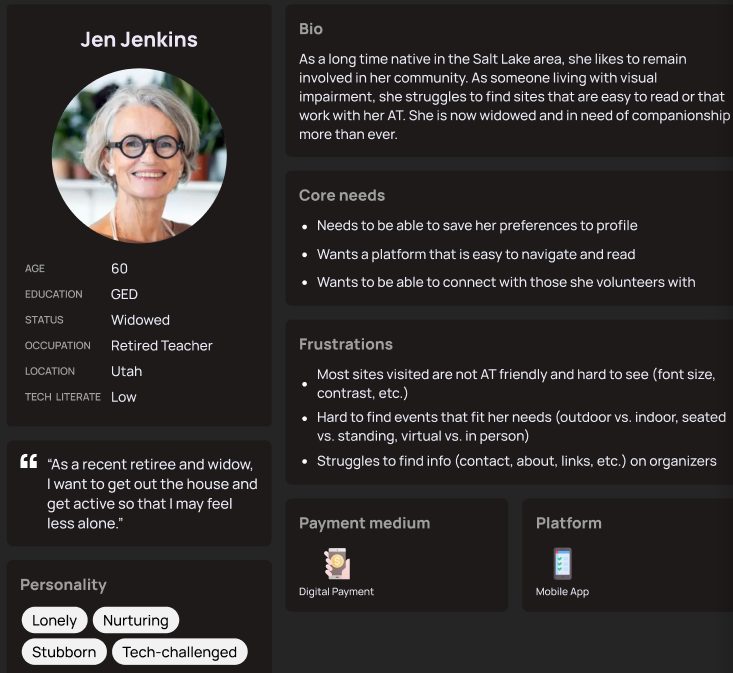 Jen Jenkins
AGE 60
EDUCATION GED
STATUS Widowed
OCCUPATION Retired Teacher
LOCATION Utah
TECH LITERATE Low
“As a recent retiree and widow,
I want to get out the house and
get active so that I may feel
less alone.”
Personality
Lonely Nurturing
Stubborn Tech-challenged
Bio
As a long time native in the Salt Lake area, she likes to remain
involved in her community. As someone living with visual
impairment, she struggles to find sites that are easy to read or that
work with her AT. She is now widowed and in need of companionship
more than ever.
Core needs
• Needs to be able to save her preferences to profile
• Wants a platform that is easy to navigate and read
• Wants to be able to connect with those she volunteers with
Frustrations
• Most sites visited are not AT friendly and hard to see (font size,
contrast, etc.)
• Hard to find events that fit her needs (outdoor vs. indoor, seated
vs. standing, virtual vs. in person)
• Struggles to find info (contact, about, links, etc.) on organizers
Payment medium
Digital Payment
Platform
Mobile App